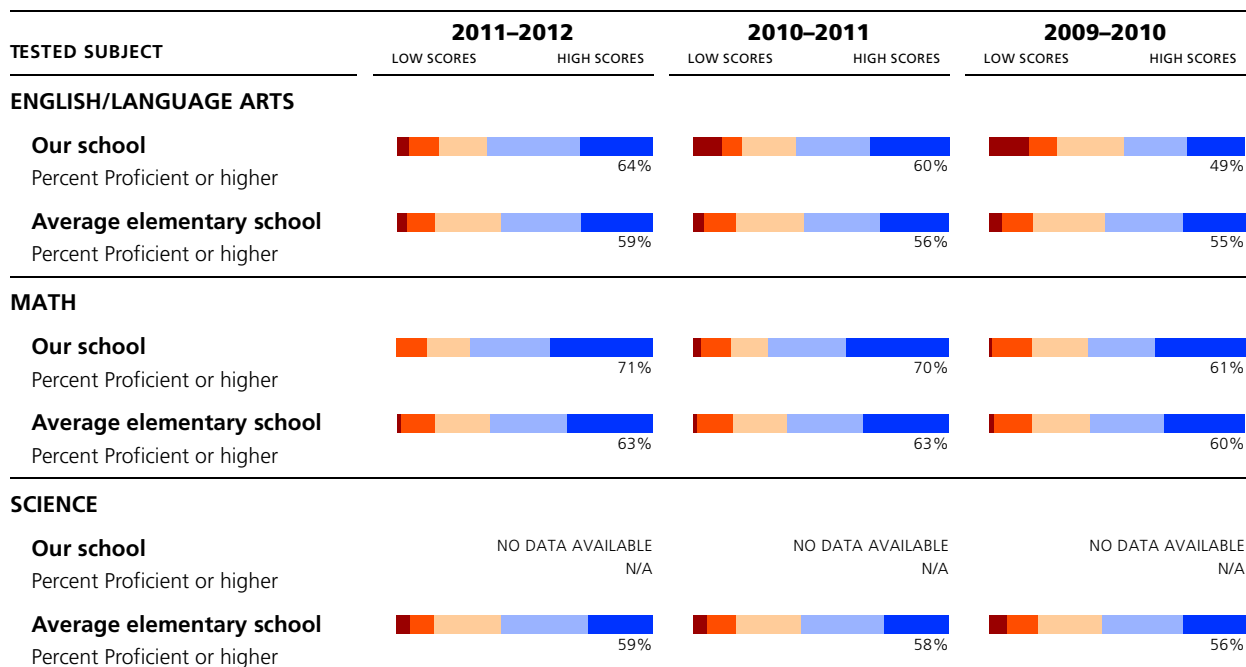 2011–2012 2010–2011 2009–2010
TESTED SUBJECT LOW SCORES HIGH SCORES LOW SCORES HIGH SCORES LOW SCORES HIGH SCORES
ENGLISH/LANGUAGE ARTS
Our school
Percent Proficient or higher 64% 60% 49%
Average elementary school
Percent Proficient or higher 59% 56% 55%
MATH
Our school
Percent Proficient or higher 71% 70% 61%
Average elementary school
Percent Proficient or higher 63% 63% 60%
SCIENCE
Our school NO DATA AVAILABLE NO DATA AVAILABLE NO DATA AVAILABLE
Percent Proficient or higher N/A N/A N/A
Average elementary school
Percent Proficient or higher 59% 58% 56%